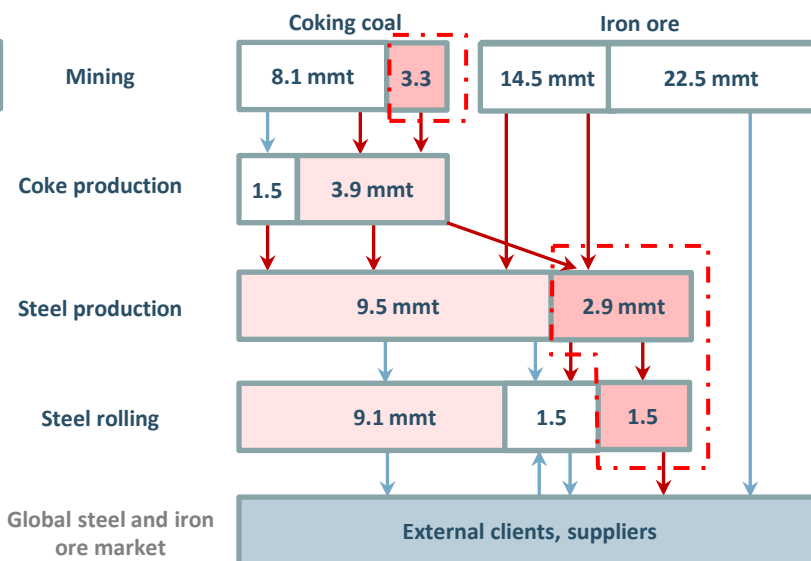 Coking coal
Iron ore
Mining
8.1 mmt
3.3
14.5 mmt
22.5 mmt
Coke production
1.5
3.9 mmt
Steel production
9.5 mmt
2.9 mmt
Steel rolling
9.1 mmt
1.5
1.5
Global steel and iron
ore market
External clients, suppliers